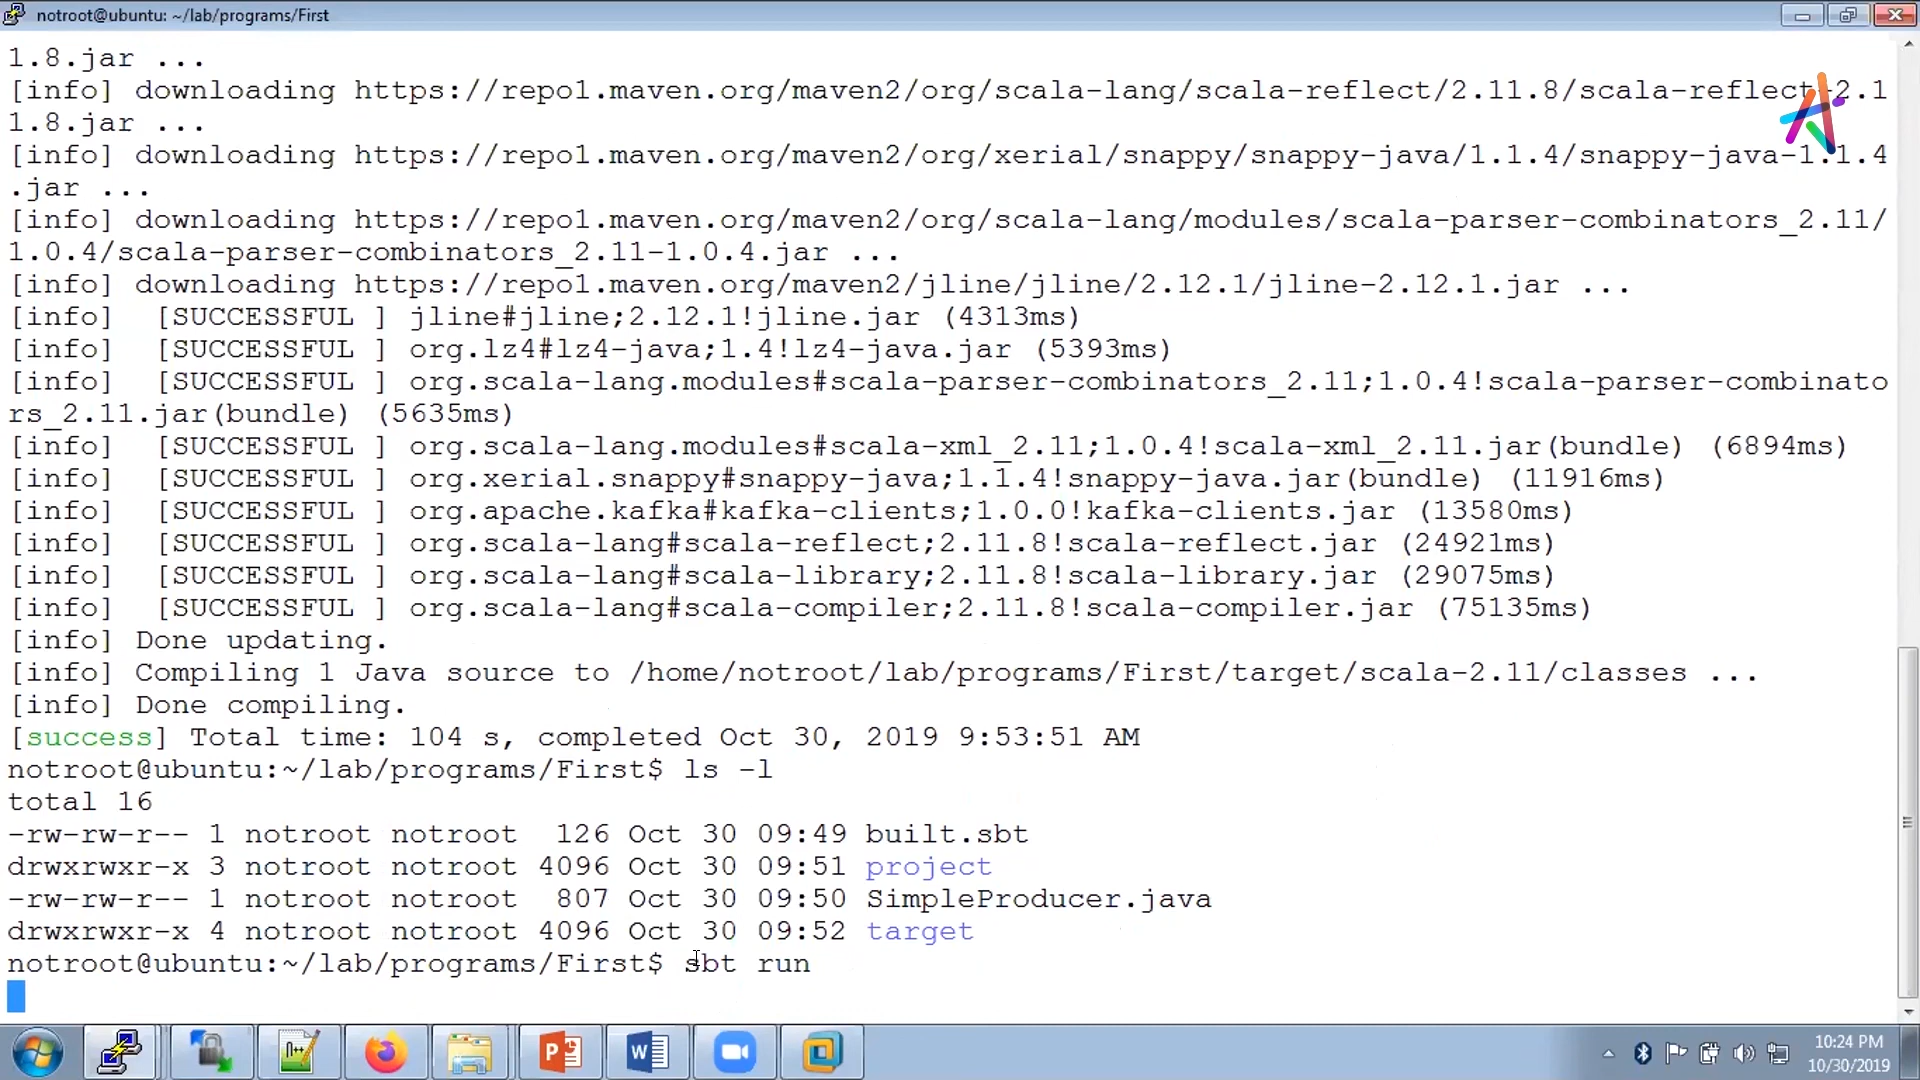 notroot@ubuntu: ~/lab/programs/First
1.8.jar ...
[info] downloading https://repo1.maven.org/maven2/org/scala-lang/scala-reflect/2.11.8/scala-reflect-2.1
1.8.jar ...
[info] downloading https://repo1.maven.org/maven2/org/xerial/snappy/snappy-java/1.1.4/snappy-java-1.1.4
.jar ...
[info] downloading https://repo1.maven.org/maven2/org/scala-lang/modules/scala-parser-combinators_2.11/
1.0.4/scala-parser-combinators_2.11-1.0.4.jar ...
[info] downloading https://repo1.maven.org/maven2/jline/jline/2.12.1/jline-2.12.1.jar ...
[info]  [SUCCESSFUL ] jline#jline;2.12.1!jline.jar (4313ms)
[info]  [SUCCESSFUL ] org.lz4#lz4-java;1.4!lz4-java.jar (5393ms)
[info]  [SUCCESSFUL ] org.scala-lang.modules#scala-parser-combinators_2.11;1.0.4!scala-parser-combinato
rs_2.11.jar(bundle) (5635ms)
[info]  [SUCCESSFUL ] org.scala-lang.modules#scala-xml_2.11;1.0.4!scala-xml_2.11.jar(bundle) (6894ms)
[info]  [SUCCESSFUL ] org.xerial.snappy#snappy-java;1.1.4!snappy-java.jar(bundle) (11916ms)
[info]  [SUCCESSFUL ] org.apache.kafka#kafka-clients;1.0.0!kafka-clients.jar (13580ms)
[info]  [SUCCESSFUL ] org.scala-lang#scala-reflect;2.11.8!scala-reflect.jar (24921ms)
[info]  [SUCCESSFUL ] org.scala-lang#scala-library;2.11.8!scala-library.jar (29075ms)
[info]  [SUCCESSFUL ] org.scala-lang#scala-compiler;2.11.8!scala-compiler.jar (75135ms)
[info] Done updating.
[info] Compiling 1 Java source to /home/notroot/lab/programs/First/target/scala-2.11/classes ...
[info] Done compiling.
[success] Total time: 104 s, completed Oct 30, 2019 9:53:51 AM
notroot@ubuntu:~/lab/programs/First$ ls -l
total 16
-rw-rw-r-- 1 notroot notroot  126 Oct 30 09:49 built.sbt
drwxrwxr-x 3 notroot notroot 4096 Oct 30 09:51 project
-rw-rw-r-- 1 notroot notroot  807 Oct 30 09:50 SimpleProducer.java
drwxrwxr-x 4 notroot notroot 4096 Oct 30 09:52 target
notroot@ubuntu:~/lab/programs/First$ sbt run
10:24 PM
10/30/2019